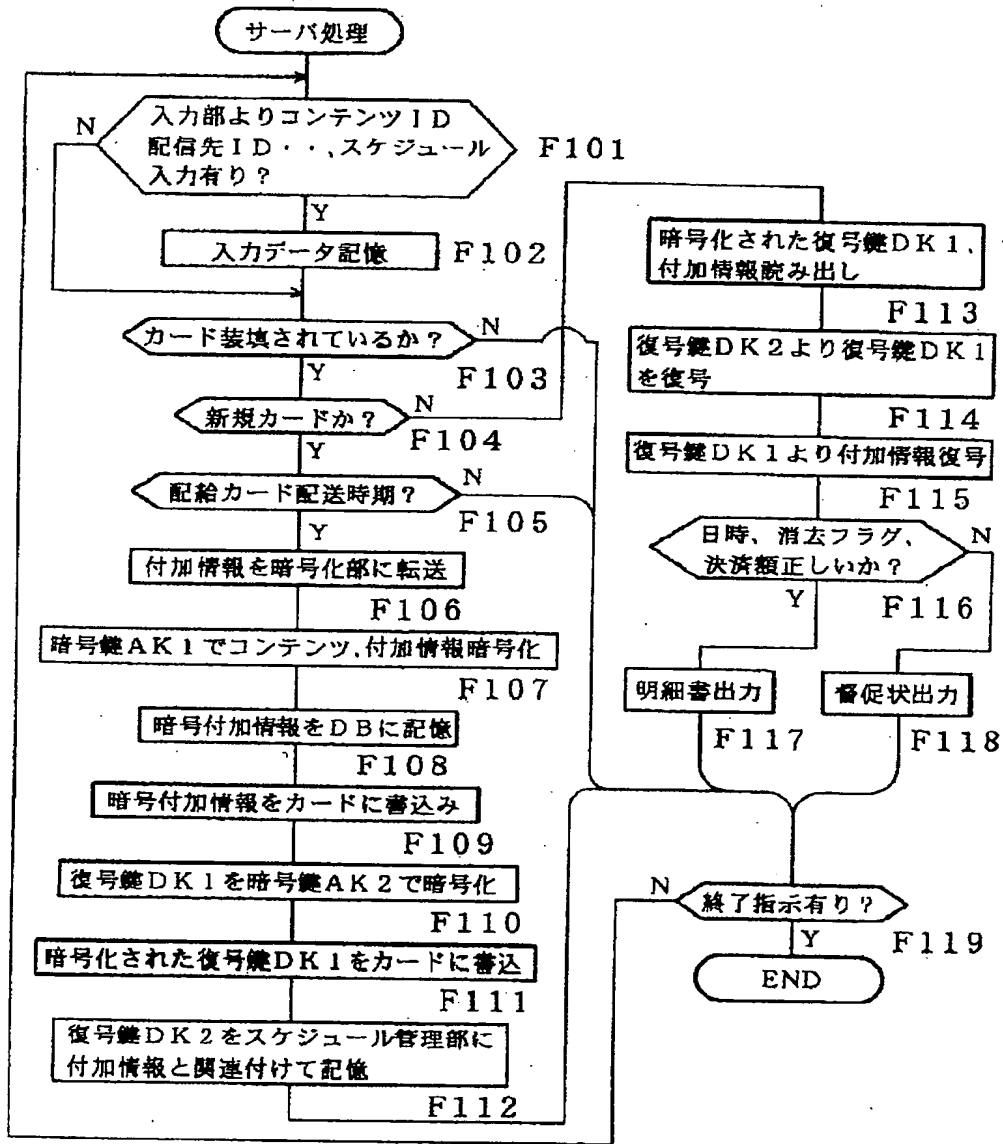 サーバ処理
入力部よりコンテンツID
配信先ID・・、スケジュール
入力有り?
N
F101
Y
入力データ記憶
F102
カード装填されているか?
N
Y
F103
新規カードか?
N
Y
F104
配給カード配送時期?
N
Y
F105
付加情報を暗号化部に転送
F106
暗号鍵AK1でコンテンツ,付加情報暗号化
F107
暗号付加情報をDBに記憶
F108
暗号付加情報をカードに書込み
F109
復号鍵DK1を暗号鍵AK2で暗号化
F110
暗号化された復号鍵DK1をカードに書込
F111
復号鍵DK2をスケジュール管理部に
付加情報と関連付けて記憶
F112
暗号化された復号鍵DK1、
付加情報読み出し
F113
復号鍵DK2より復号鍵DK1
を復号
F114
復号鍵DK1より付加情報復号
F115
日時、消去フラグ、
決済額正しいか?
N
Y
F116
明細書出力
F117
督促状出力
F118
N
終了指示有り?
Y
F119
END